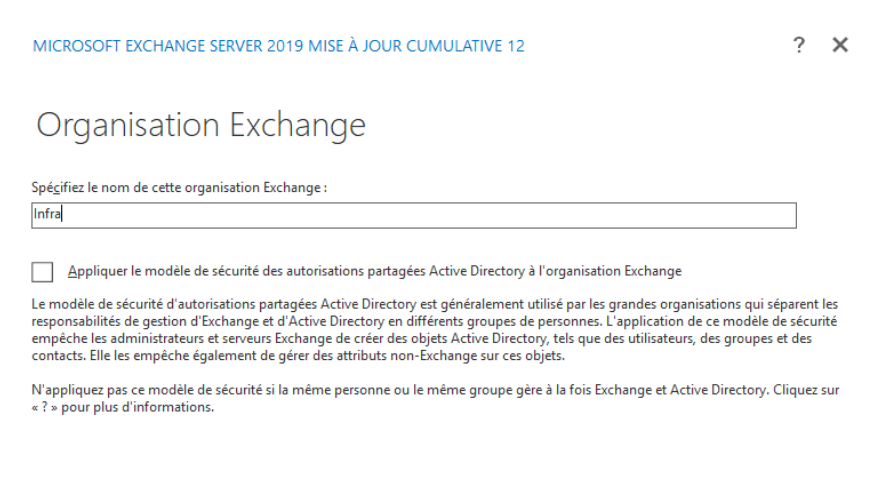 MICROSOFT EXCHANGE SERVER 2019 MISE À JOUR CUMULATIVE 12
? ✕
Organisation Exchange
Spécifiez le nom de cette organisation Exchange :
Infra
Appliquer le modèle de sécurité des autorisations partagées Active Directory à l'organisation Exchange
Le modèle de sécurité d'autorisations partagées Active Directory est généralement utilisé par les grandes organisations qui séparent les
responsabilités de gestion d'Exchange et d'Active Directory en différents groupes de personnes. L'application de ce modèle de sécurité
empêche les administrateurs et serveurs Exchange de créer des objets Active Directory, tels que des utilisateurs, des groupes et des
contacts. Elle les empêche également de gérer des attributs non-Exchange sur ces objets.
N'appliquez pas ce modèle de sécurité si la même personne ou le même groupe gère à la fois Exchange et Active Directory. Cliquez sur
« ? » pour plus d'informations.